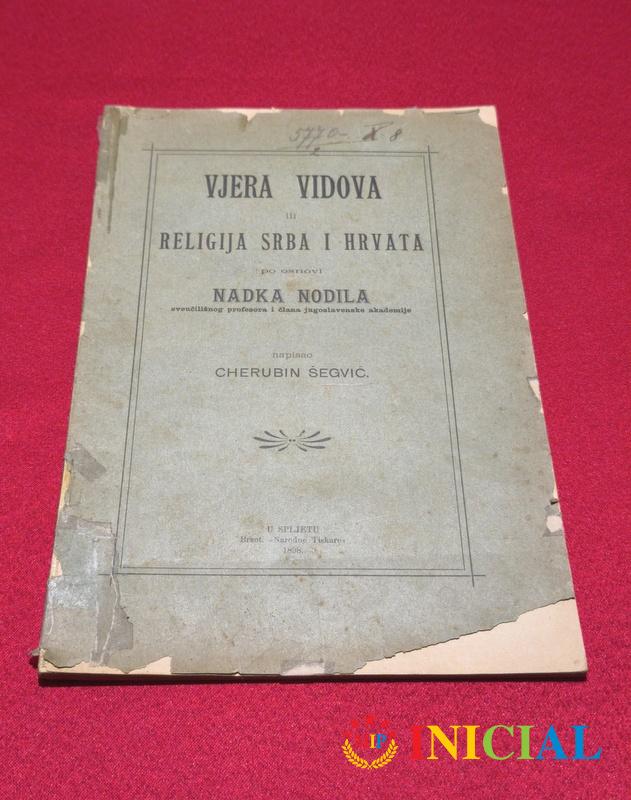 5770-
VJERA VIDOVA
ili
RELIGIJA SRBA I HRVATA
po osnovi
NADKA NODILA
sveučilišnog profesora i člana jugoslavenske akademije
napisao
CHERUBIN ŠEGVIĆ.
U SPLJETU
Brzot. «Narodne Tiskare»
1898.
IP INICIAL